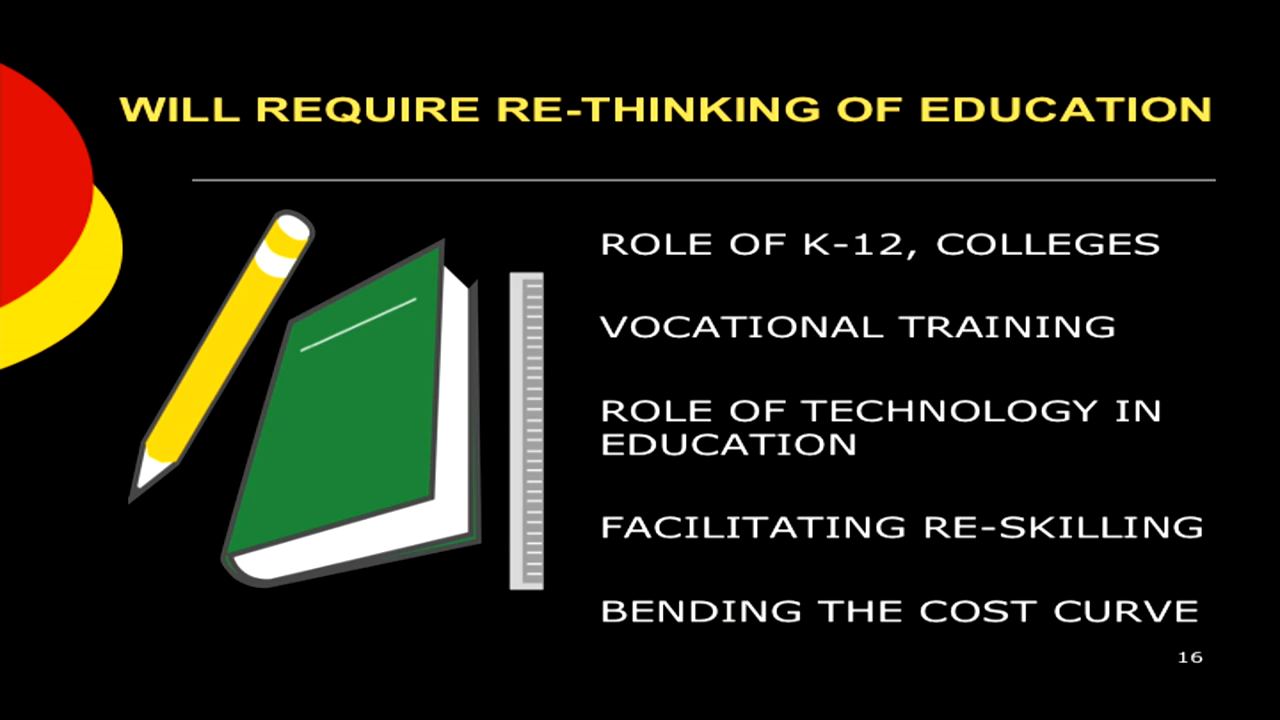 WILL REQUIRE RE-THINKING OF EDUCATION
ROLE OF K-12, COLLEGES
VOCATIONAL TRAINING
ROLE OF TECHNOLOGY IN
EDUCATION
FACILITATING RE-SKILLING
BENDING THE COST CURVE
16